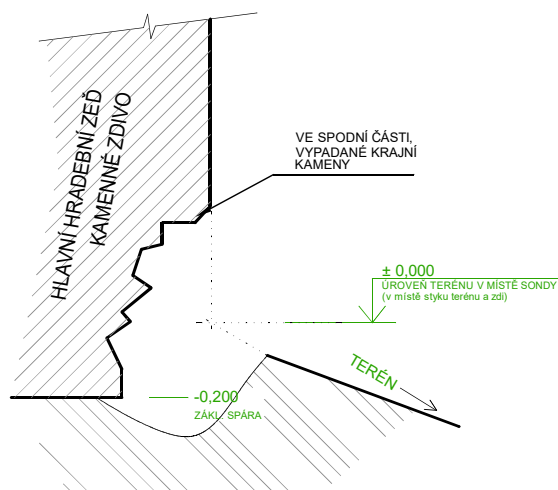 HLAVNÍ HRADEBNÍ ZEĎ
KAMENNÉ ZDIVO
VE SPODNÍ ČÁSTI,
VYPADANÉ KRAJNÍ
KAMENY
± 0,000
ÚROVEŇ TERÉNU V MÍSTĚ SONDY
(v místě styku terénu a zdi)
TERÉN
-0,200
ZÁKL. SPÁRA